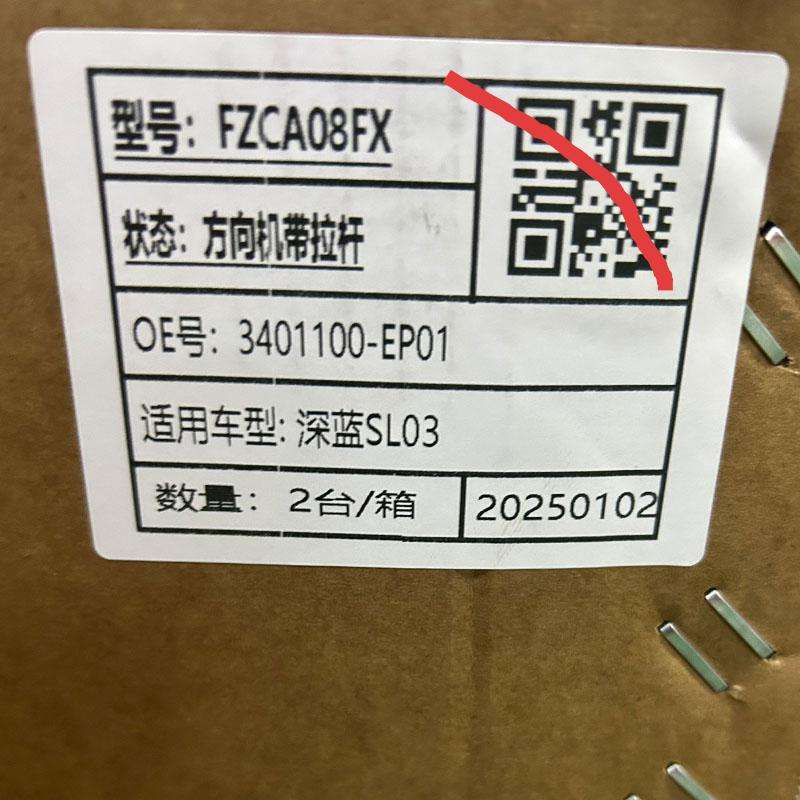 型号：FZCA08FX
状态：方向机带拉杆
OE号：3401100-EP01
适用车型: 深蓝SL03
数量：2台/箱
20250102